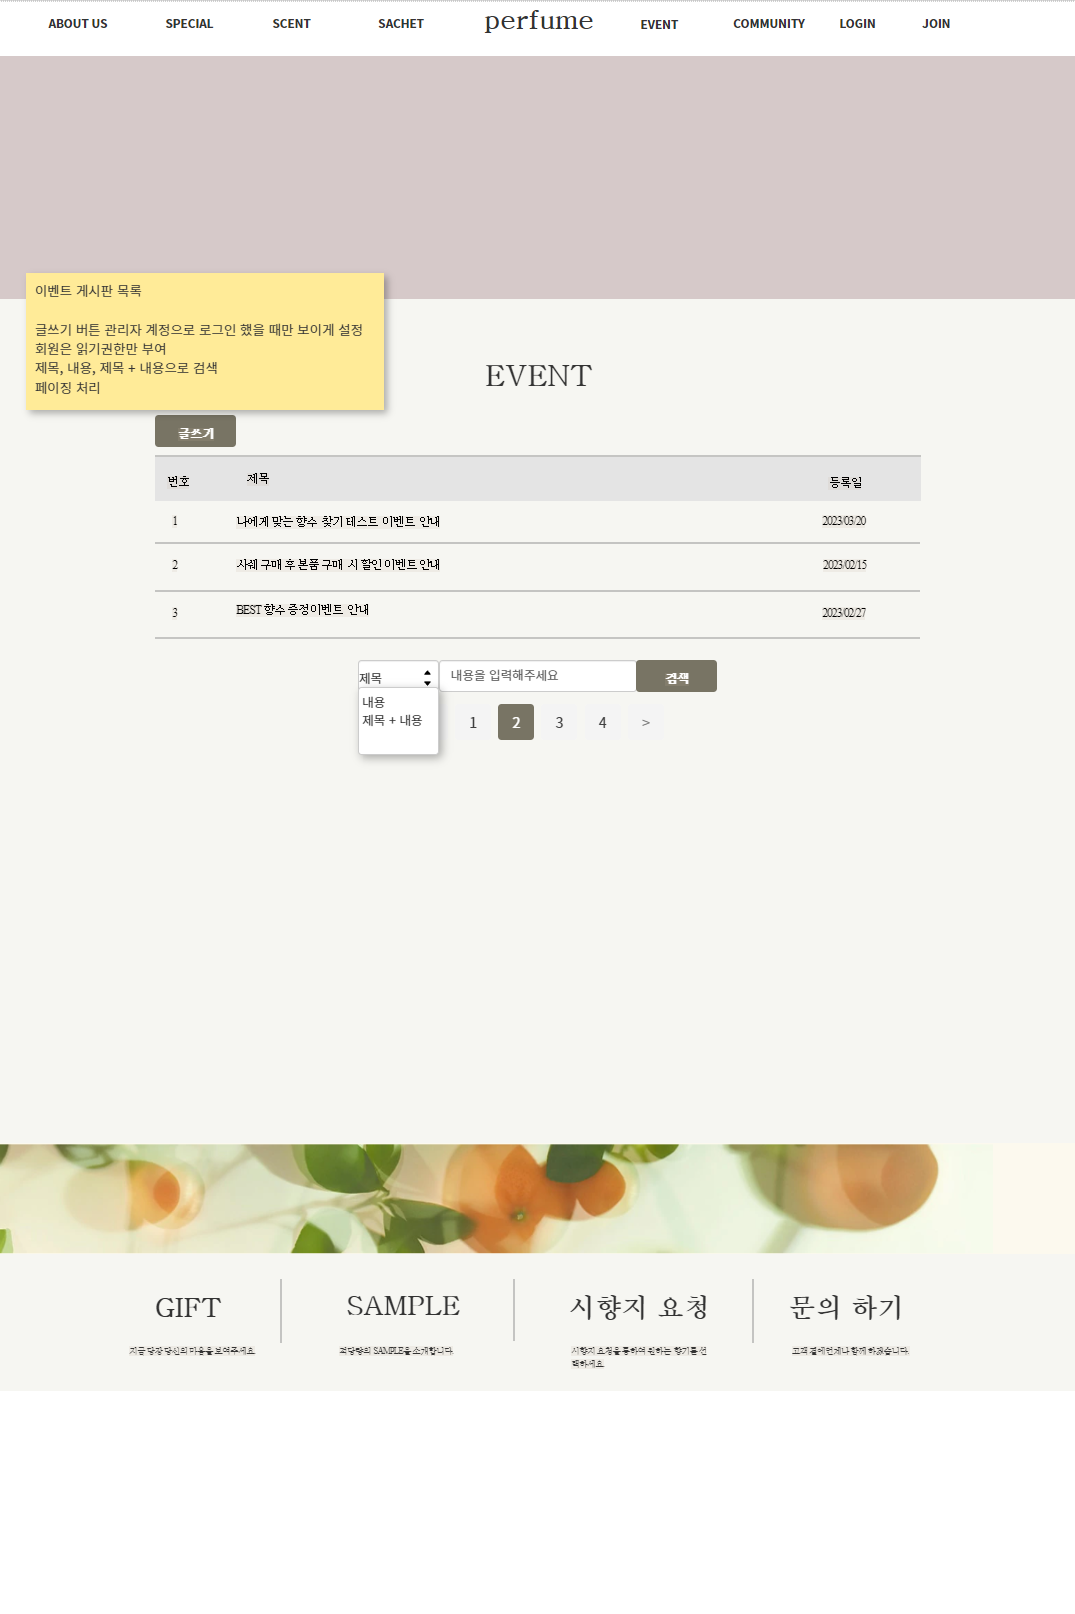 ABOUT US SPECIAL SCENT SACHET perfume EVENT COMMUNITY LOGIN JOIN
이벤트 게시판 목록
글쓰기 버튼 관리자 계정으로 로그인 했을 때만 보이게 설정
회원은 읽기권한만 부여
제목, 내용, 제목 + 내용으로 검색
페이징 처리
EVENT
글쓰기
번호 제목 등록일
1 나에게 맞는 향수 찾기 테스트 이벤트 안내 2023/03/20
2 사쉐 구매 후 본품 구매 시 할인 이벤트 안내 2023/02/15
3 BEST 향수 증정이벤트 안내 2023/02/27
제목 내용을 입력해주세요 검색
내용
제목 + 내용
1 2 3 4 >
GIFT SAMPLE 시향지 요청 문의 하기
지금 당장 당신의 마음을 보여주세요 적당량의 SAMPLE을 소개합니다. 시향지 요청을 통하여 원하는 향기를 선
택하세요 고객 곁에 언제나 함께 하겠습니다.